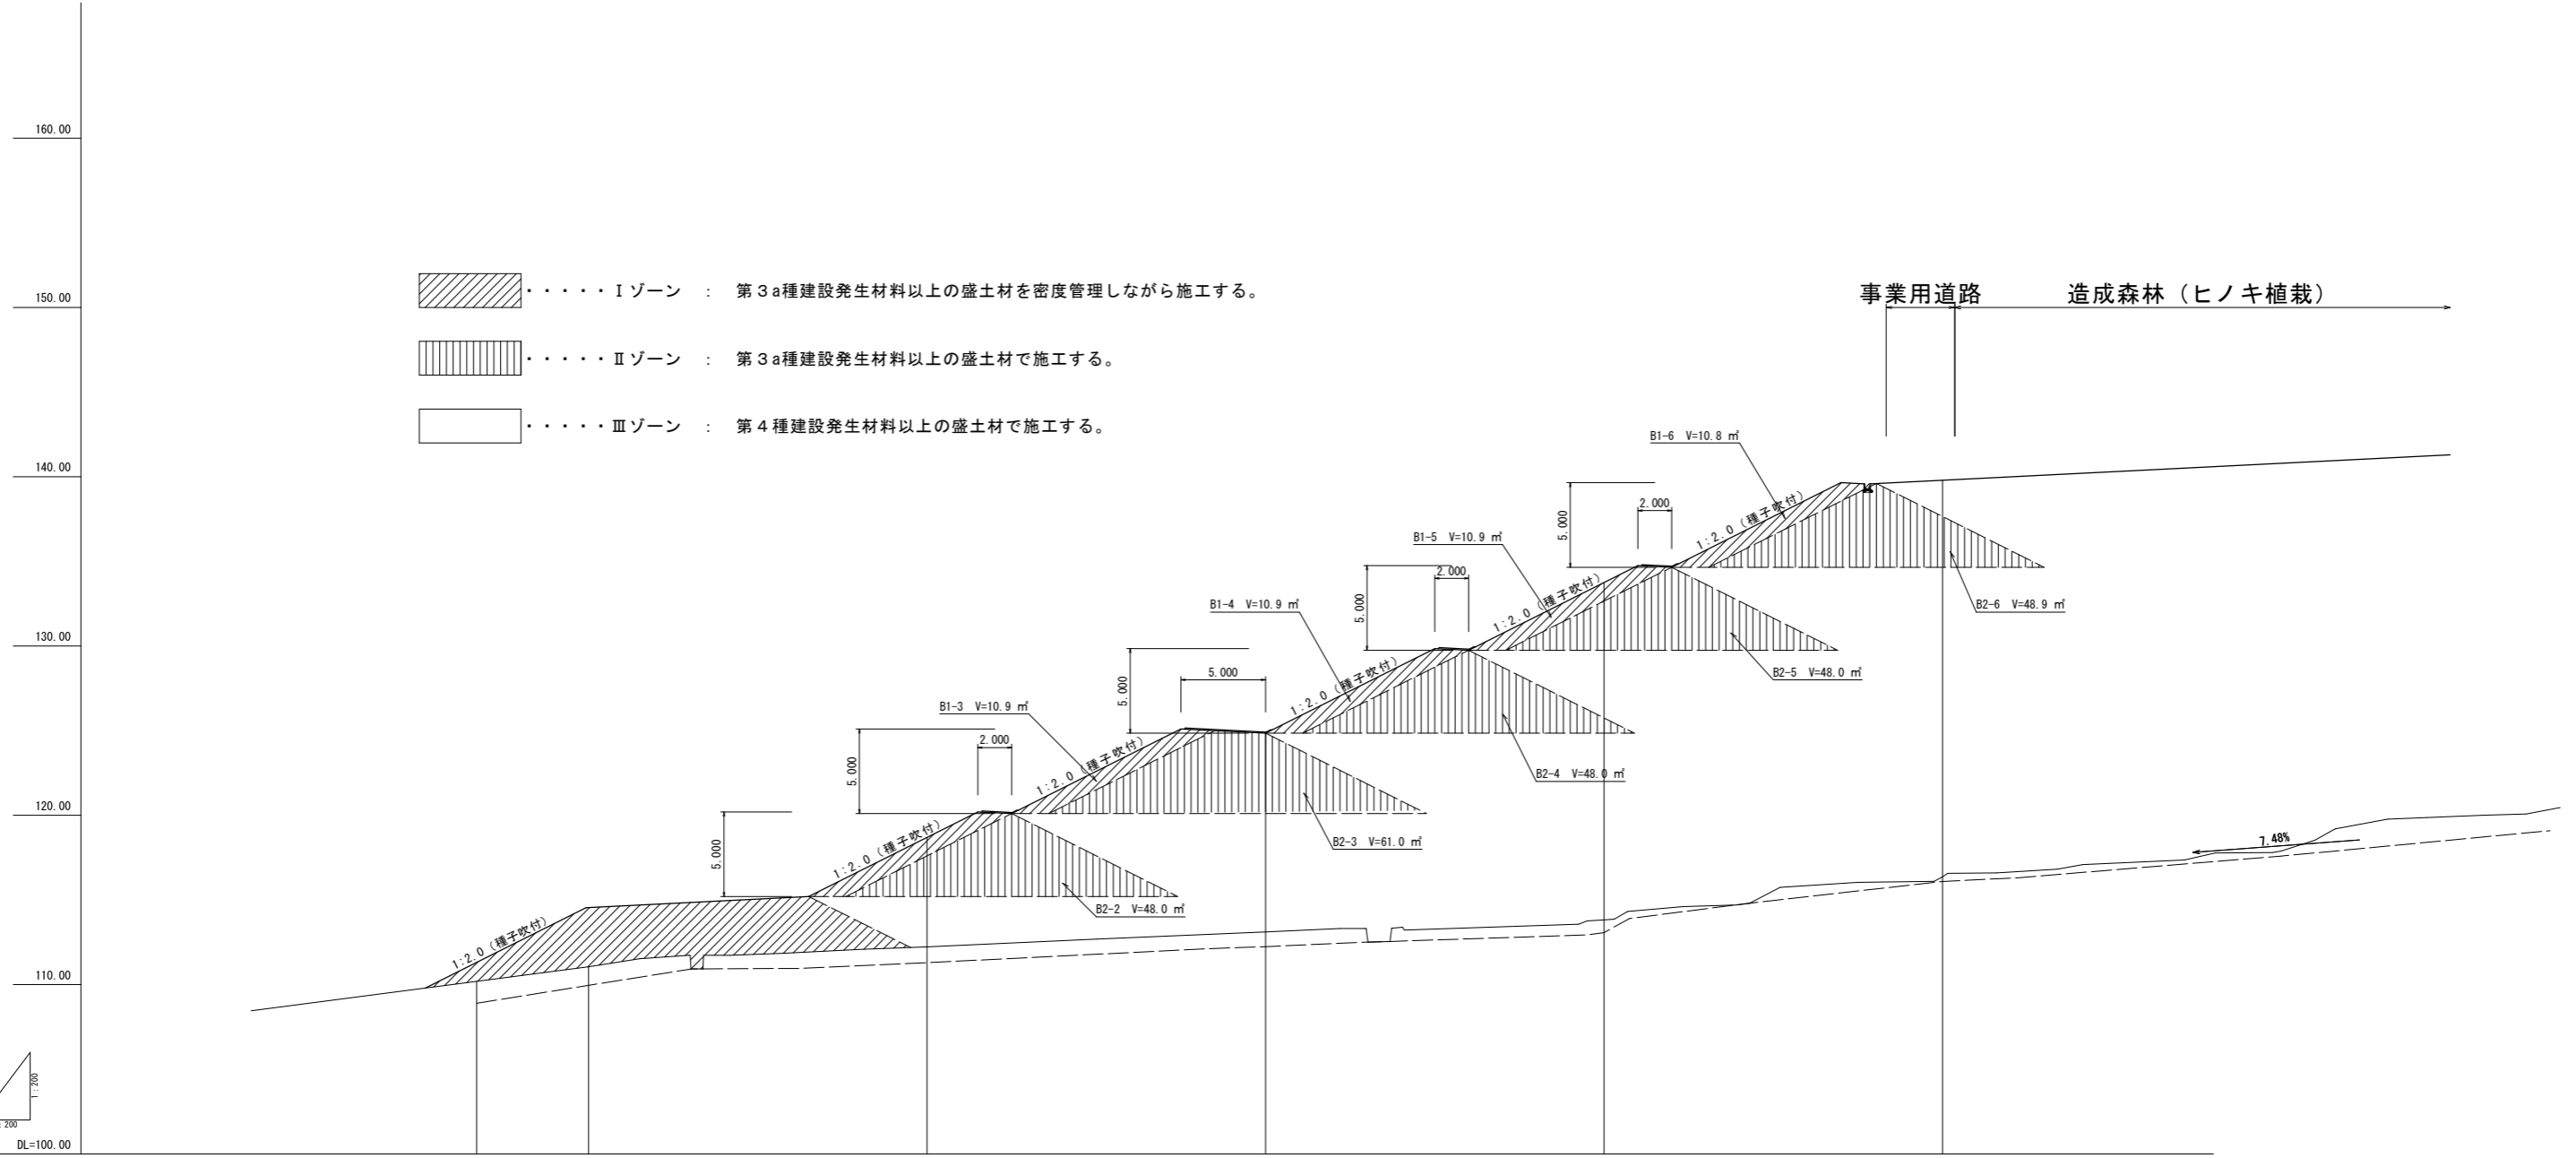 160.00
150.00
140.00
130.00
120.00
110.00
DL=100.00
・・・・・Ⅰゾーン ： 第３a種建設発生材料以上の盛土材を密度管理しながら施工する。
・・・・・Ⅱゾーン ： 第３a種建設発生材料以上の盛土材で施工する。
・・・・・Ⅲゾーン ： 第４種建設発生材料以上の盛土材で施工する。
事業用道路 造成森林（ヒノキ植栽）
B1-6 V=10.8 ㎡
5.000
2.000
1:2.0（種子吹付）
B2-6 V=48.9 ㎡
B1-5 V=10.9 ㎡
5.000
2.000
1:2.0（種子吹付）
B2-5 V=48.0 ㎡
B1-4 V=10.9 ㎡
5.000
5.000
1:2.0（種子吹付）
B2-4 V=48.0 ㎡
B1-3 V=10.9 ㎡
5.000
2.000
1:2.0（種子吹付）
B2-3 V=61.0 ㎡
5.000
1:2.0（種子吹付）
B2-2 V=48.0 ㎡
1:2.0（種子吹付）
7.48%
1:200
200